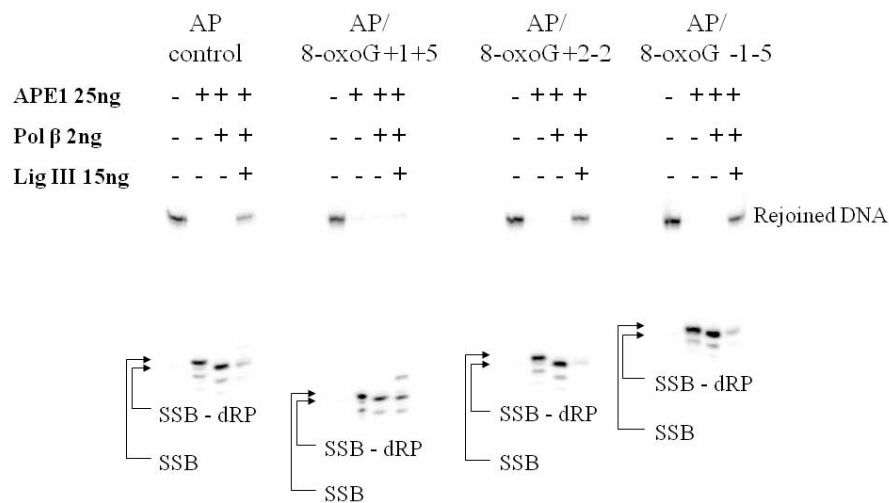 AP control
AP/ 8-oxoG+1+5
AP/ 8-oxoG+2-2
AP/ 8-oxoG -1-5
APE1 25ng - + + + - + + + - + + + - + + +
Pol β 2ng - - + + - - + + - - + + - - + +
Lig III 15ng - - - + - - - + - - - + - - - +
Rejoined DNA
SSB - dRP
SSB
SSB - dRP
SSB
SSB - dRP
SSB
SSB - dRP
SSB